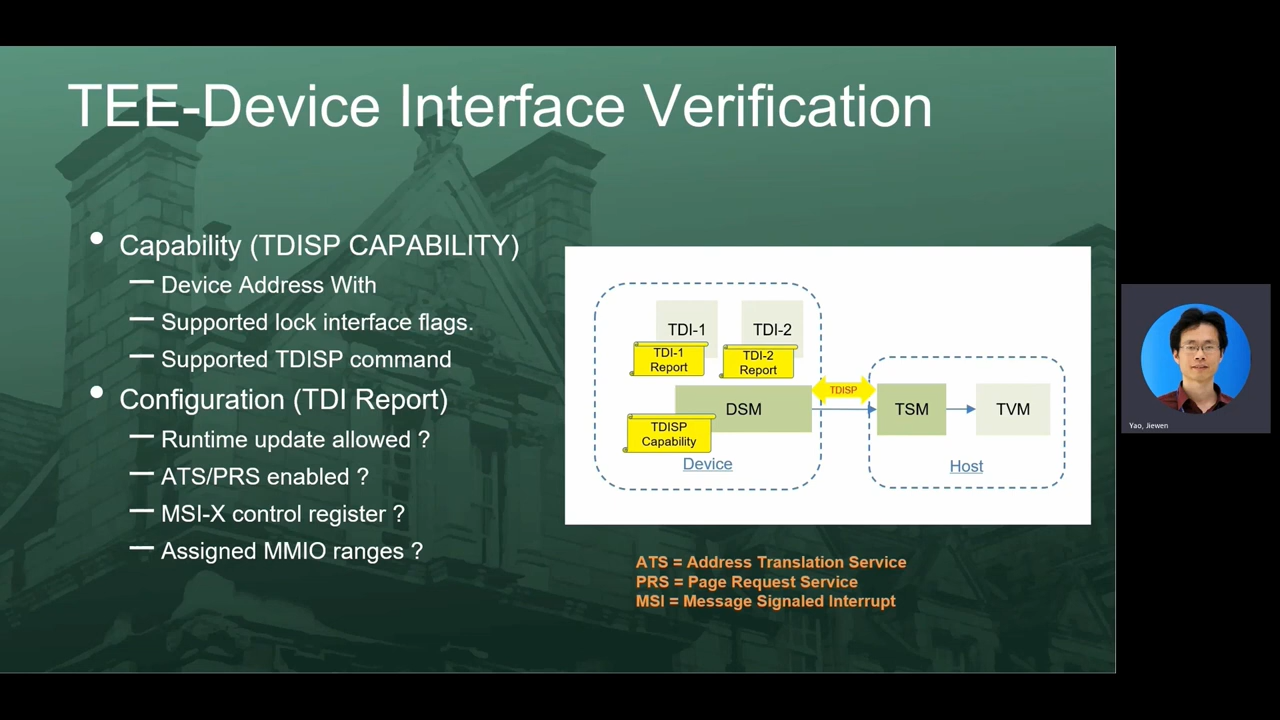 TEE-Device Interface Verification
• Capability (TDISP CAPABILITY)
— Device Address With
— Supported lock interface flags.
— Supported TDISP command
• Configuration (TDI Report)
— Runtime update allowed ?
— ATS/PRS enabled ?
— MSI-X control register ?
— Assigned MMIO ranges ?
TDI-1
TDI-2
TDI-1
Report
TDI-2
Report
TDISP
DSM
TSM
TVM
TDISP
Capability
Device
Host
ATS = Address Translation Service
PRS = Page Request Service
MSI = Message Signaled Interrupt
Yao, Jiewen